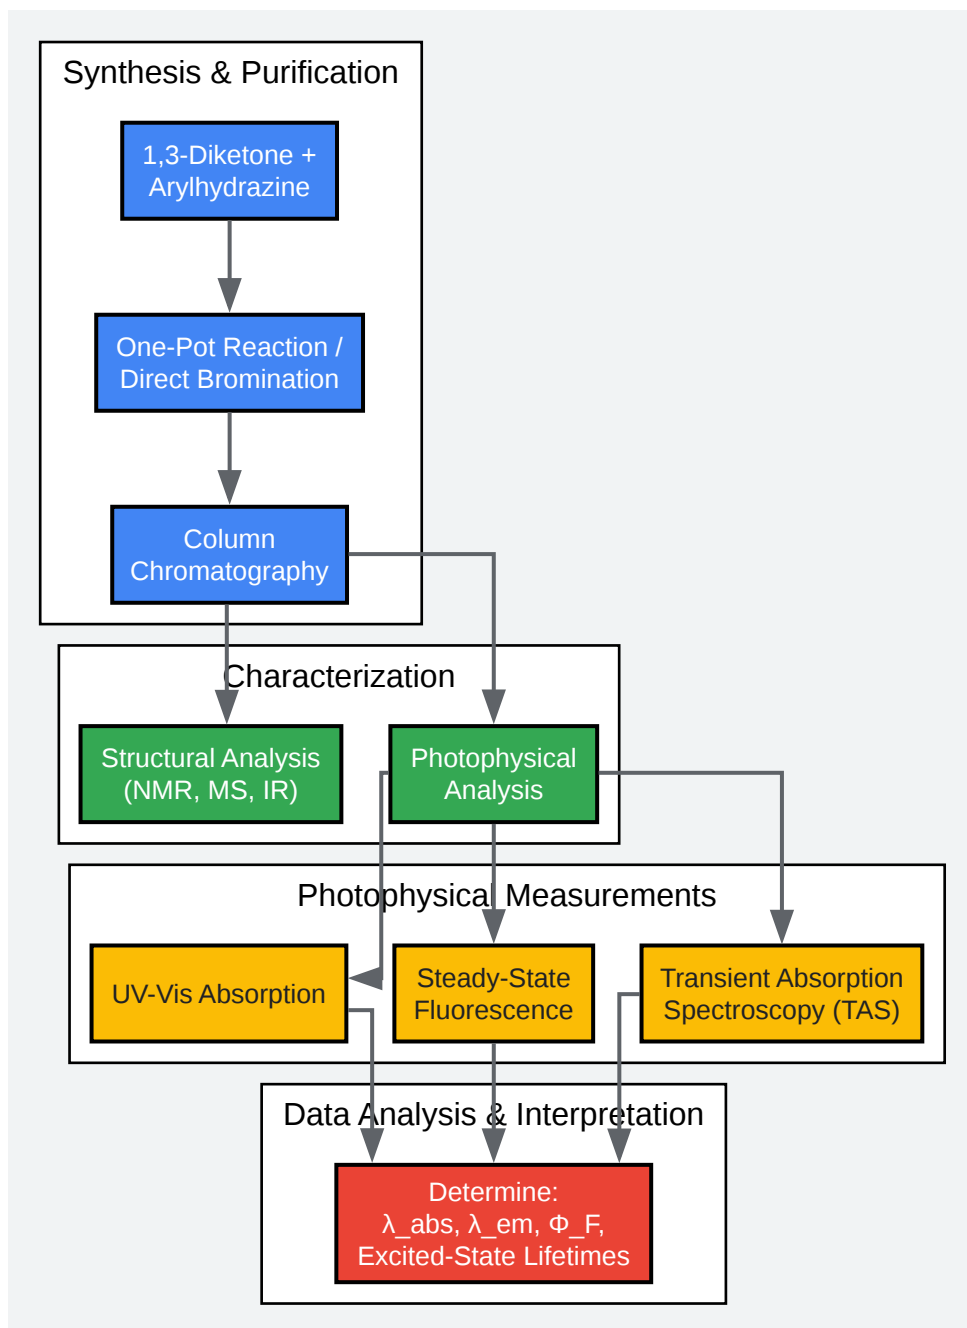 Synthesis & Purification
1,3-Diketone +
Arylhydrazine
One-Pot Reaction /
Direct Bromination
Column
Chromatography
Characterization
Structural Analysis
(NMR, MS, IR)
Photophysical
Analysis
Photophysical Measurements
UV-Vis Absorption
Steady-State
Fluorescence
Transient Absorption
Spectroscopy (TAS)
Data Analysis & Interpretation
Determine:
λ_abs, λ_em, Φ_F,
Excited-State Lifetimes